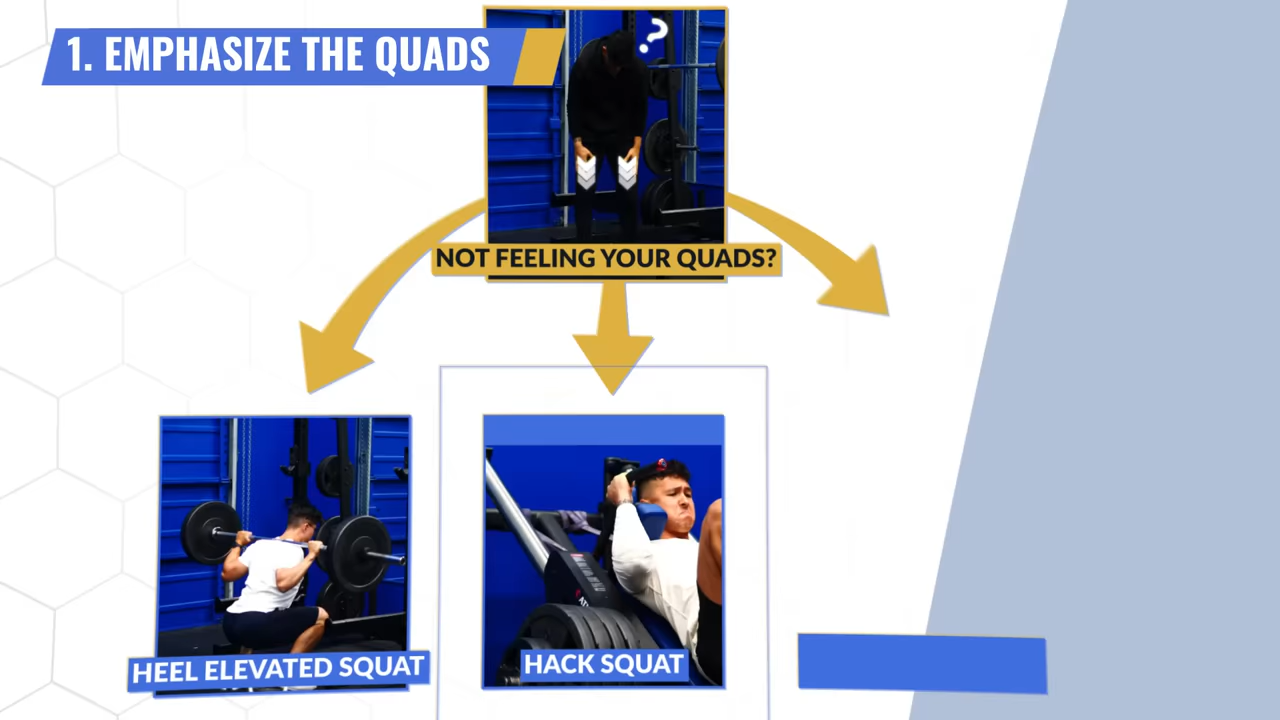 1. EMPHASIZE THE QUADS
?
NOT FEELING YOUR QUADS?
HEEL ELEVATED SQUAT
HACK SQUAT